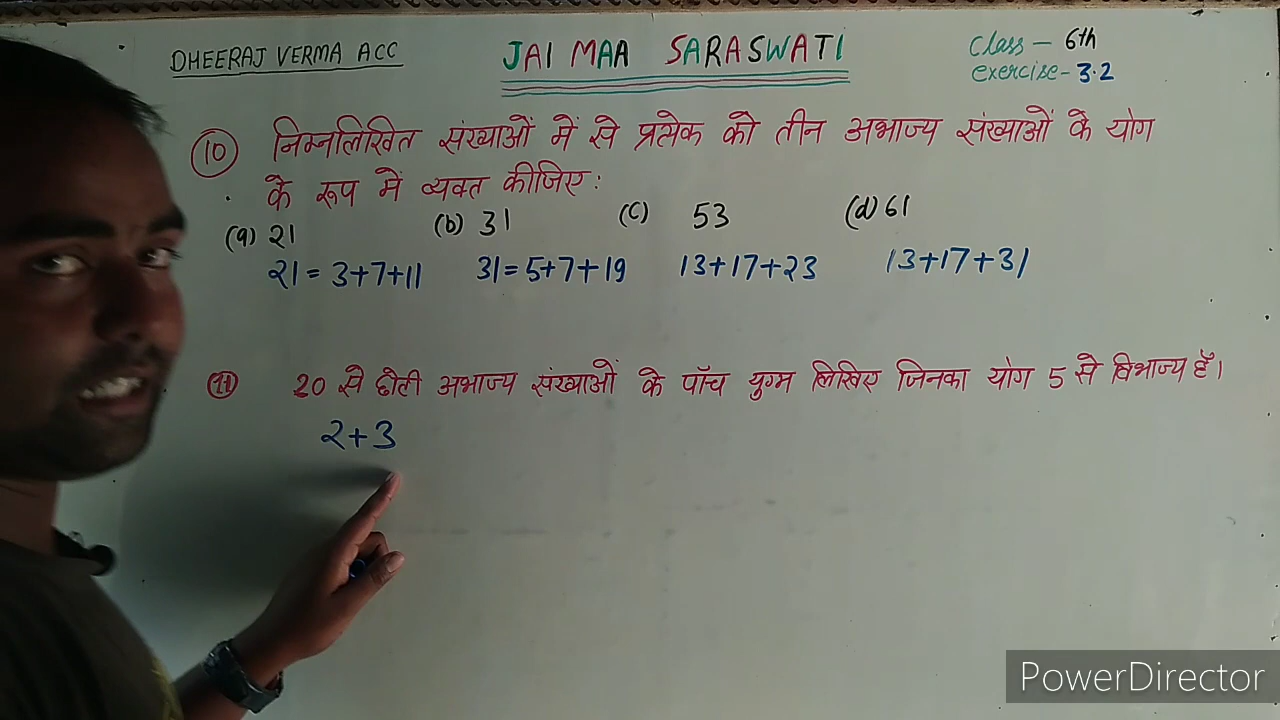 DHEERAJ VERMA ACC
JAI MAA SARASWATI
Class - 6th
exercise - 3.2
(10) निम्नलिखित संख्याओं में से प्रत्येक को तीन अभाज्य संख्याओं के योग
के रूप में व्यक्त कीजिए:
(a) 21 (b) 31 (C) 53 (d) 61
21 = 3+7+11 31 = 5+7+19 13+17+23 13+17+31
(11) 20 से छोटी अभाज्य संख्याओं के पाँच युग्म लिखिए जिनका योग 5 से विभाज्य है।
2+3
PowerDirector